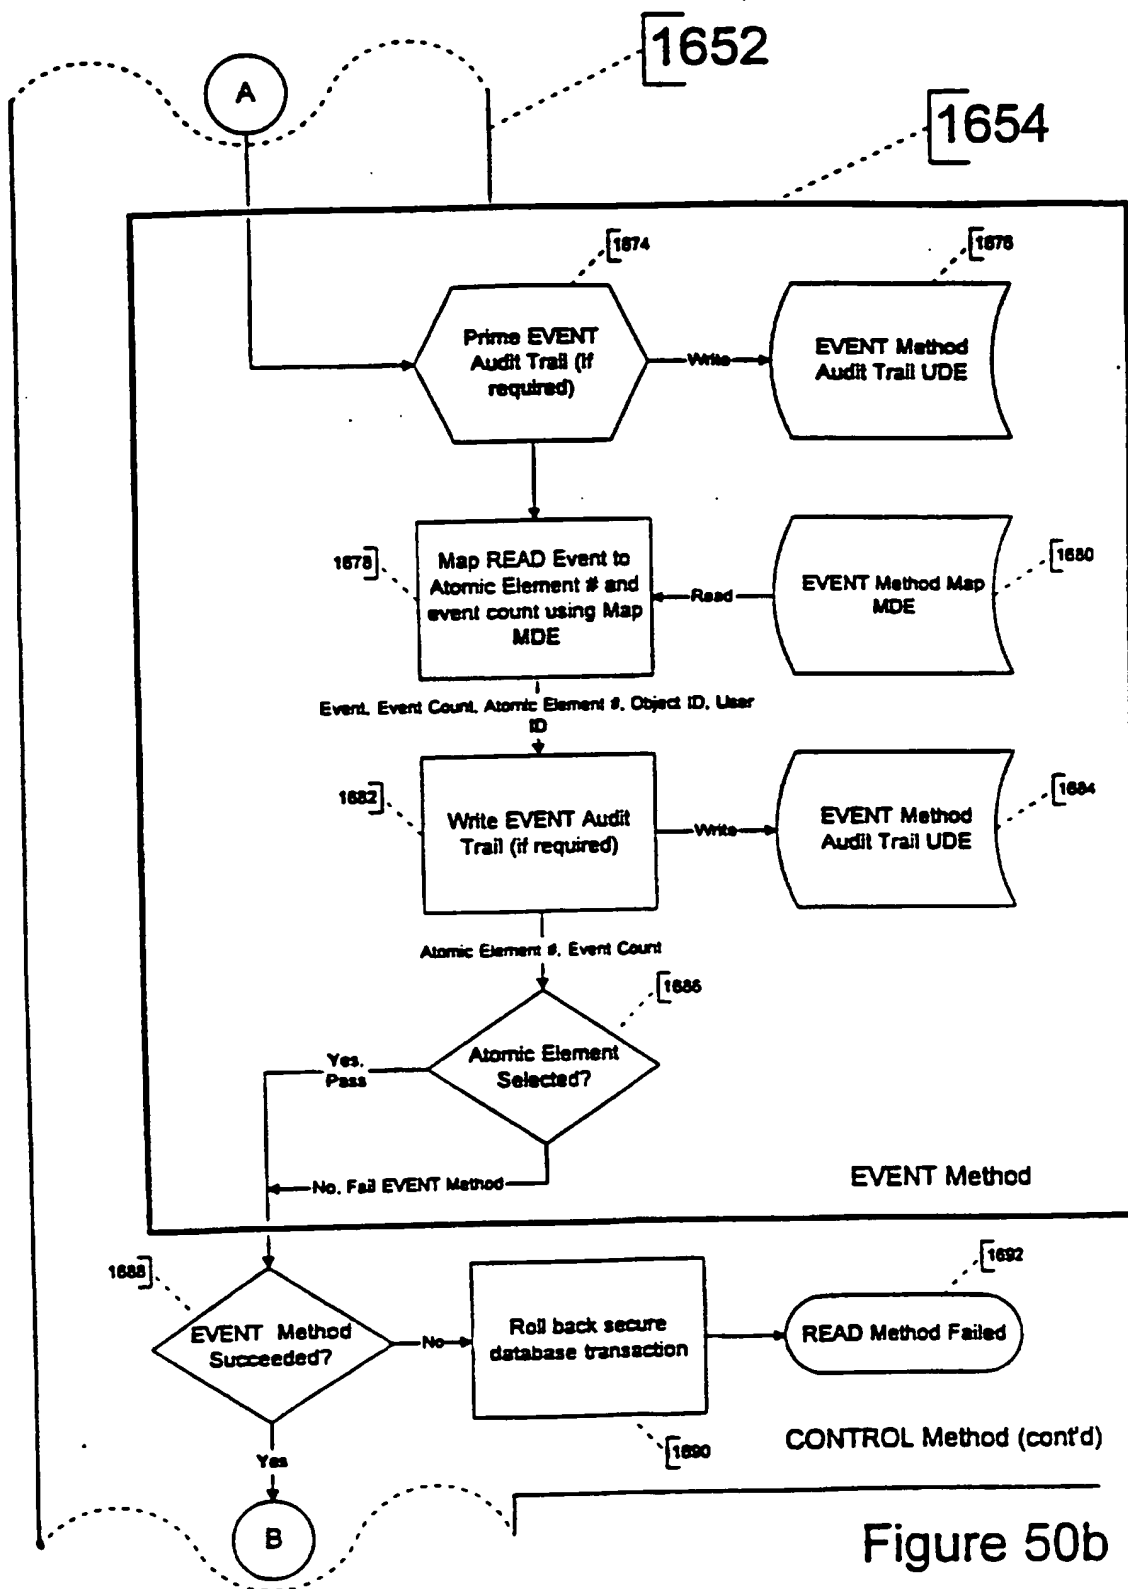 1652
A
1654
1674
1676
Prime EVENT
Audit Trail (if
required)
Write
EVENT Method
Audit Trail UDE
1678
Map READ Event to
Atomic Element # and
event count using Map
MDE
Read
EVENT Method Map
MDE
1680
Event, Event Count, Atomic Element #, Object ID, User
ID
1682
Write EVENT Audit
Trail (if required)
Write
EVENT Method
Audit Trail UDE
1684
Atomic Element #, Event Count
1686
Atomic Element
Selected?
Yes,
Pass
No, Fail EVENT Method
EVENT Method
1688
EVENT Method
Succeeded?
No
Roll back secure
database transaction
1690
READ Method Failed
1692
CONTROL Method (cont'd)
Yes
B
Figure 50b